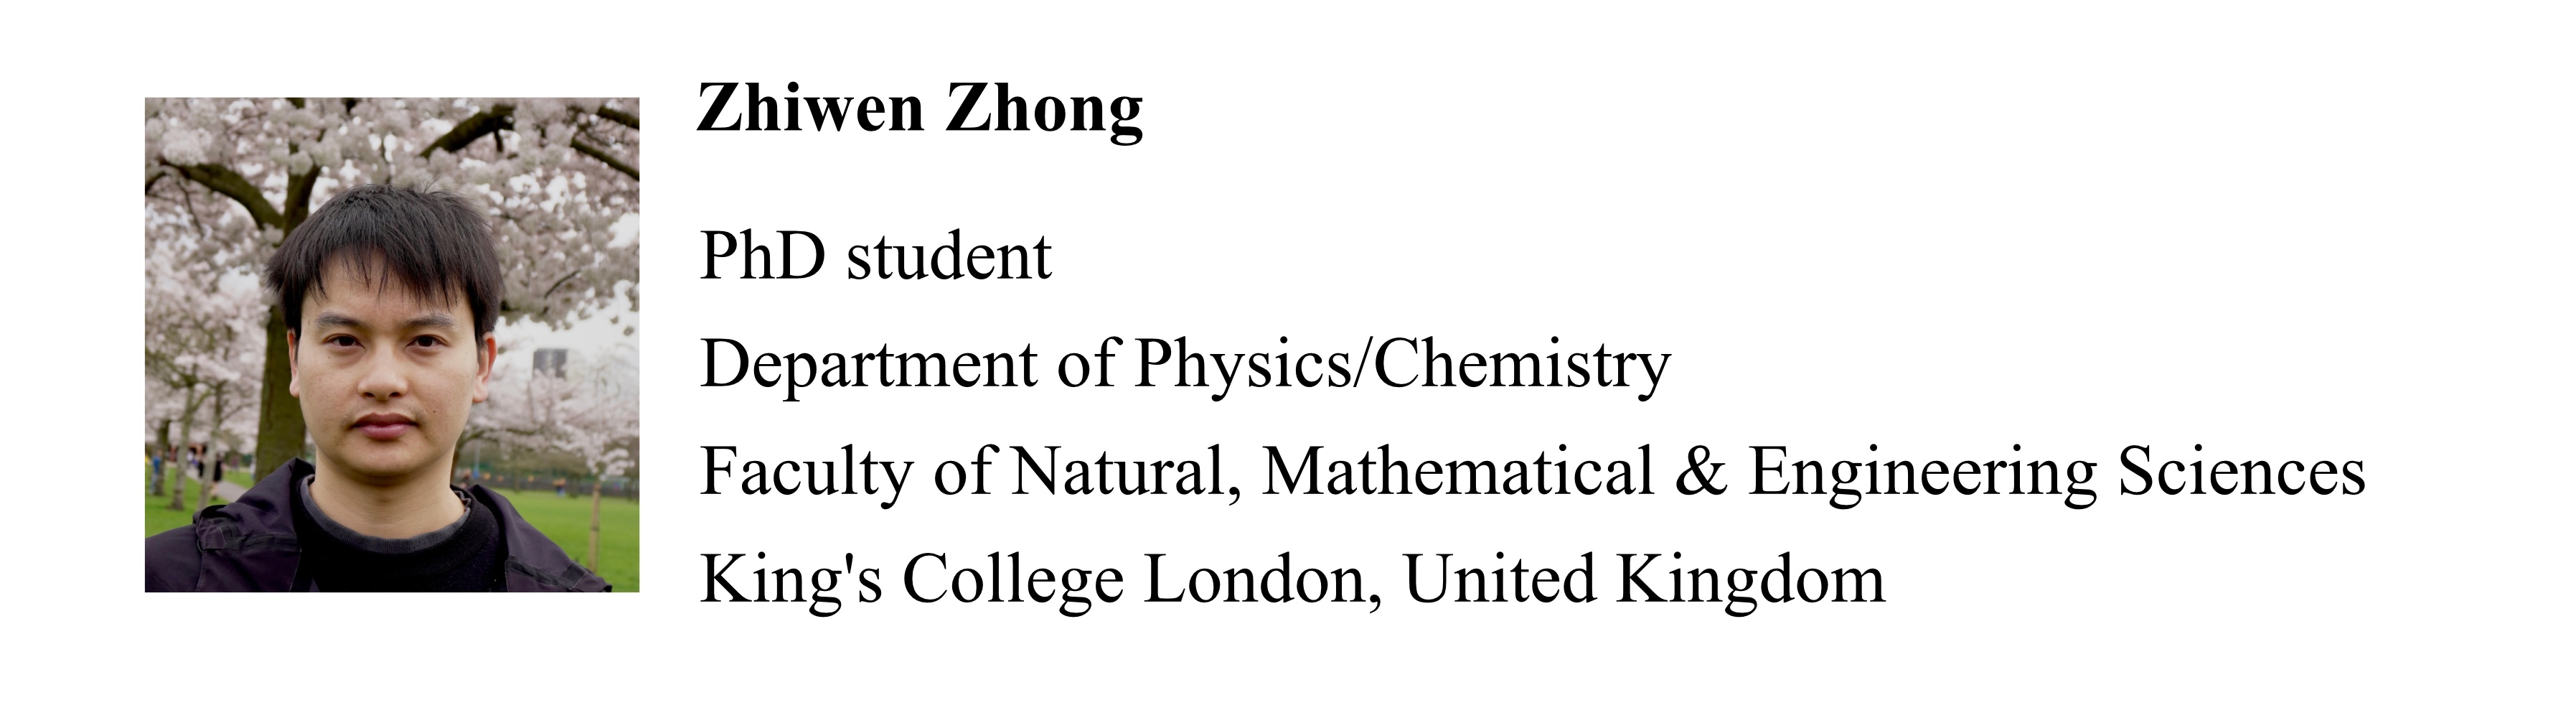 Zhiwen Zhong
PhD student
Department of Physics/Chemistry
Faculty of Natural, Mathematical & Engineering Sciences
King's College London, United Kingdom